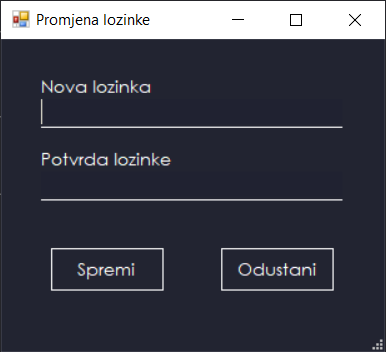 Promjena lozinke
Nova lozinka
Potvrda lozinke
Spremi
Odustani